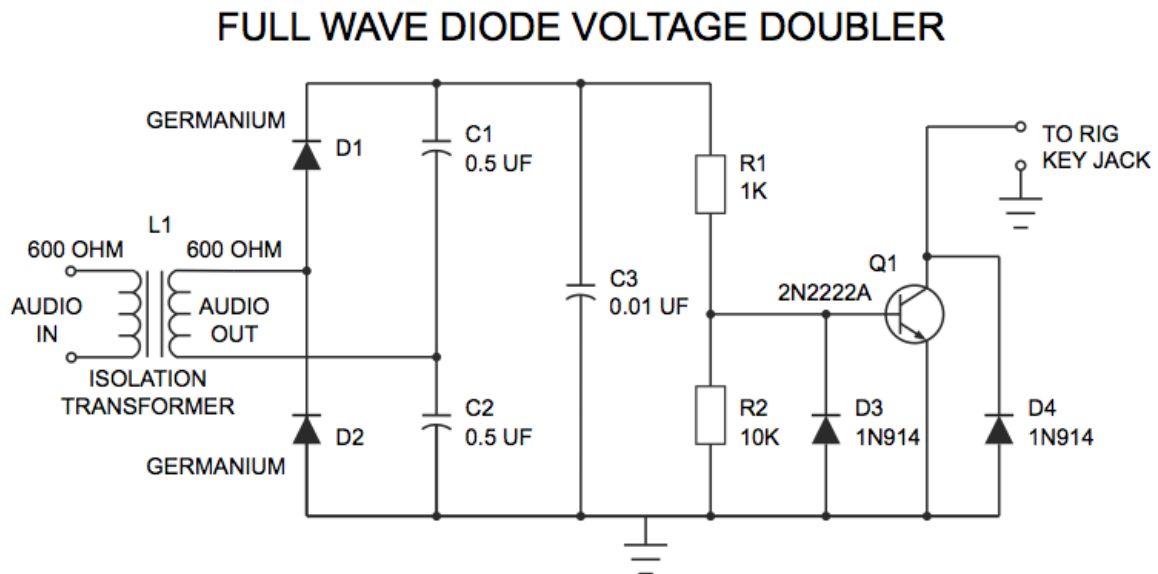 FULL WAVE DIODE VOLTAGE DOUBLER
GERMANIUM
D1
C1
0.5 UF
R1
1K
TO RIG
KEY JACK
L1
600 OHM
600 OHM
AUDIO
IN
AUDIO
OUT
ISOLATION
TRANSFORMER
C3
0.01 UF
Q1
2N2222A
D2
GERMANIUM
C2
0.5 UF
R2
10K
D3
1N914
D4
1N914